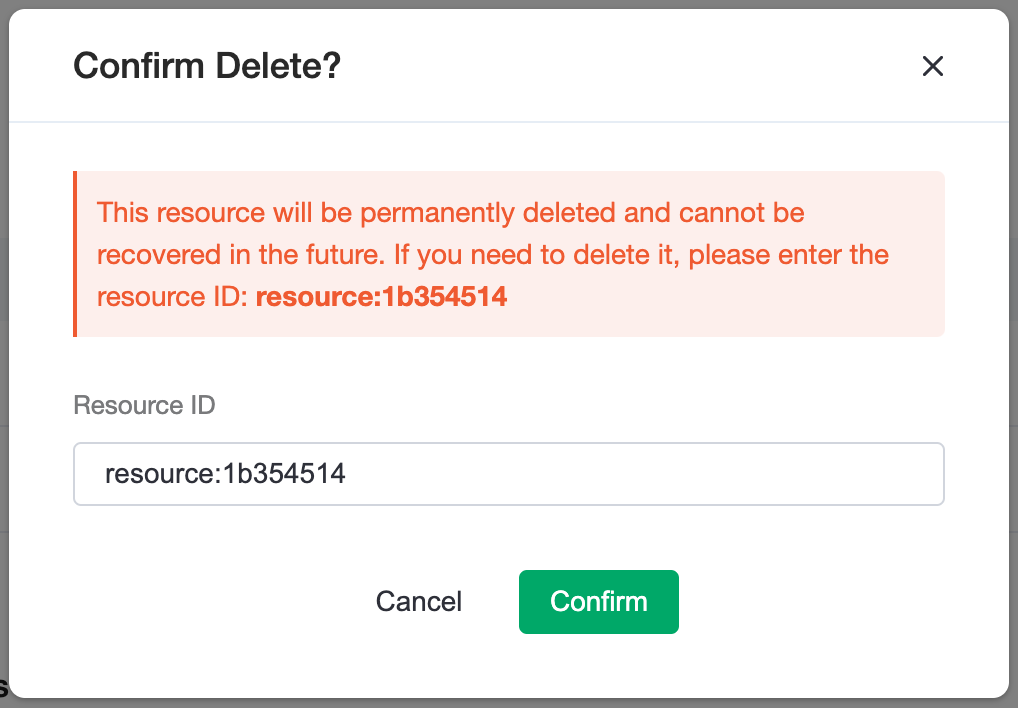 Confirm Delete?
This resource will be permanently deleted and cannot be
recovered in the future. If you need to delete it, please enter the
resource ID: resource:1b354514
Resource ID
resource:1b354514
Cancel
Confirm